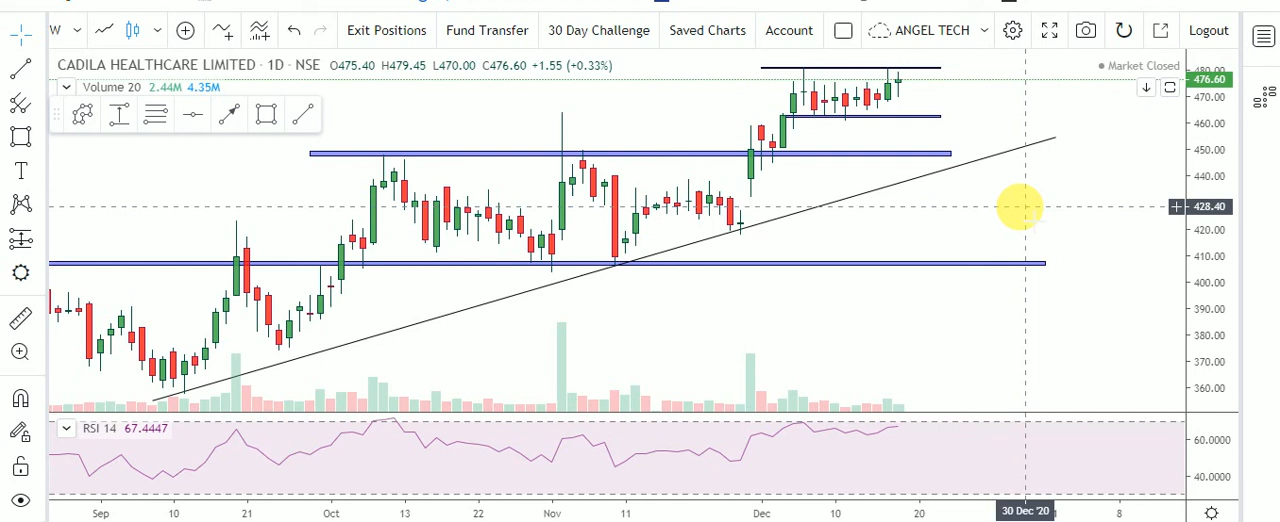 W Exit Positions Fund Transfer 30 Day Challenge Saved Charts Account ANGEL TECH Logout
CADILA HEALTHCARE LIMITED · 1D · NSE O475.40 H479.45 L470.00 C476.60 +1.55 (+0.33%)
Market Closed
Volume 20 2.44M 4.35M
480.00
476.60
470.00
460.00
450.00
440.00
428.40
420.00
410.00
400.00
390.00
380.00
370.00
360.00
RSI 14 67.4447
60.0000
40.0000
Sep 10 21 Oct 13 22 Nov 11 Dec 10 20 30 Dec '20 8